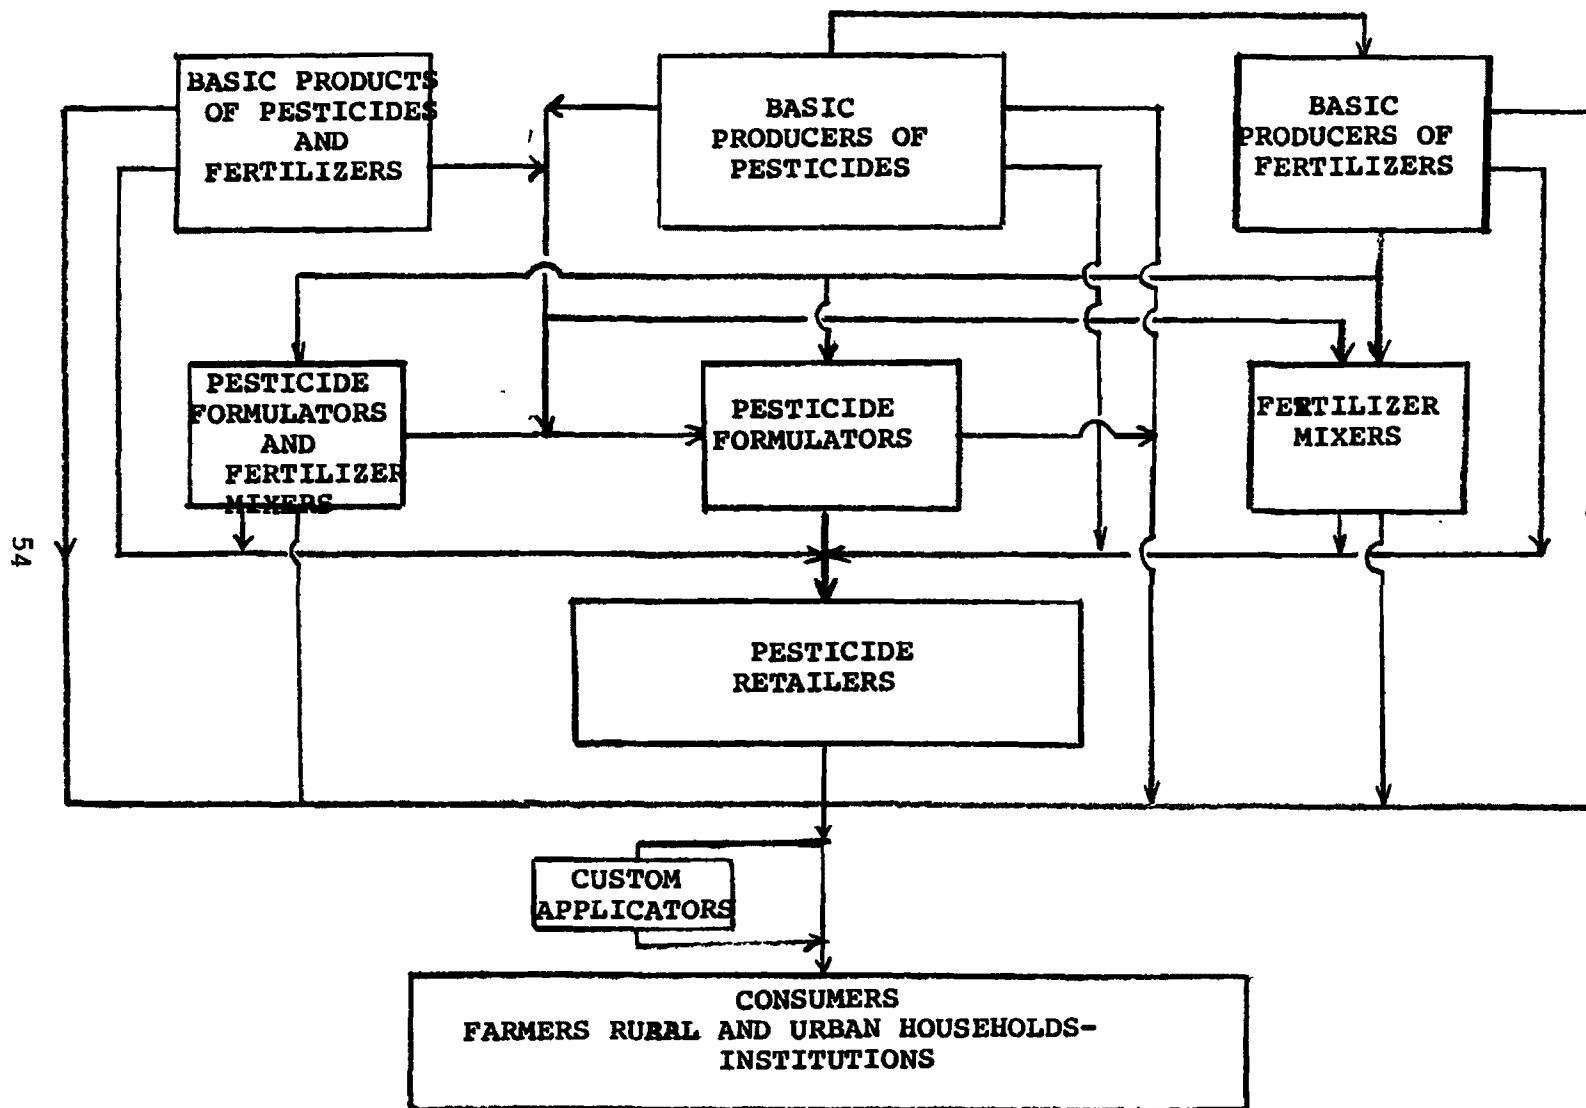 BASIC PRODUCTS
OF PESTICIDES
AND
FERTILIZERS
BASIC
PRODUCERS OF
PESTICIDES
BASIC
PRODUCERS OF
FERTILIZERS
PESTICIDE
FORMULATORS
AND
FERTILIZER
MIXERS
PESTICIDE
FORMULATORS
FERTILIZER
MIXERS
54
PESTICIDE
RETAILERS
CUSTOM
APPLICATORS
CONSUMERS
FARMERS RURAL AND URBAN HOUSEHOLDS-
INSTITUTIONS